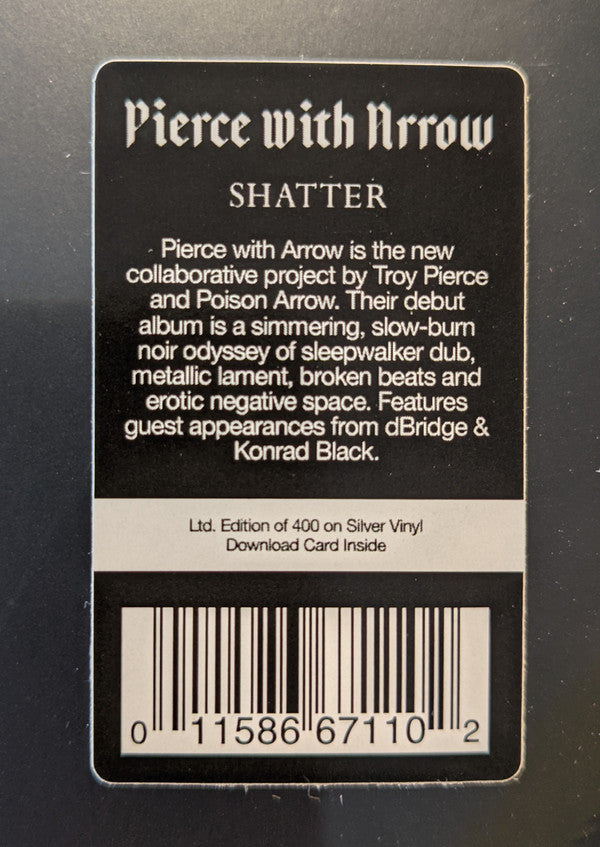 Pierce with Arrow
SHATTER
Pierce with Arrow is the new
collaborative project by Troy Pierce
and Poison Arrow. Their debut
album is a simmering, slow-burn
noir odyssey of sleepwalker dub,
metallic lament, broken beats and
erotic negative space. Features
guest appearances from dBridge &
Konrad Black.
Ltd. Edition of 400 on Silver Vinyl
Download Card Inside
0 11586 67110 2